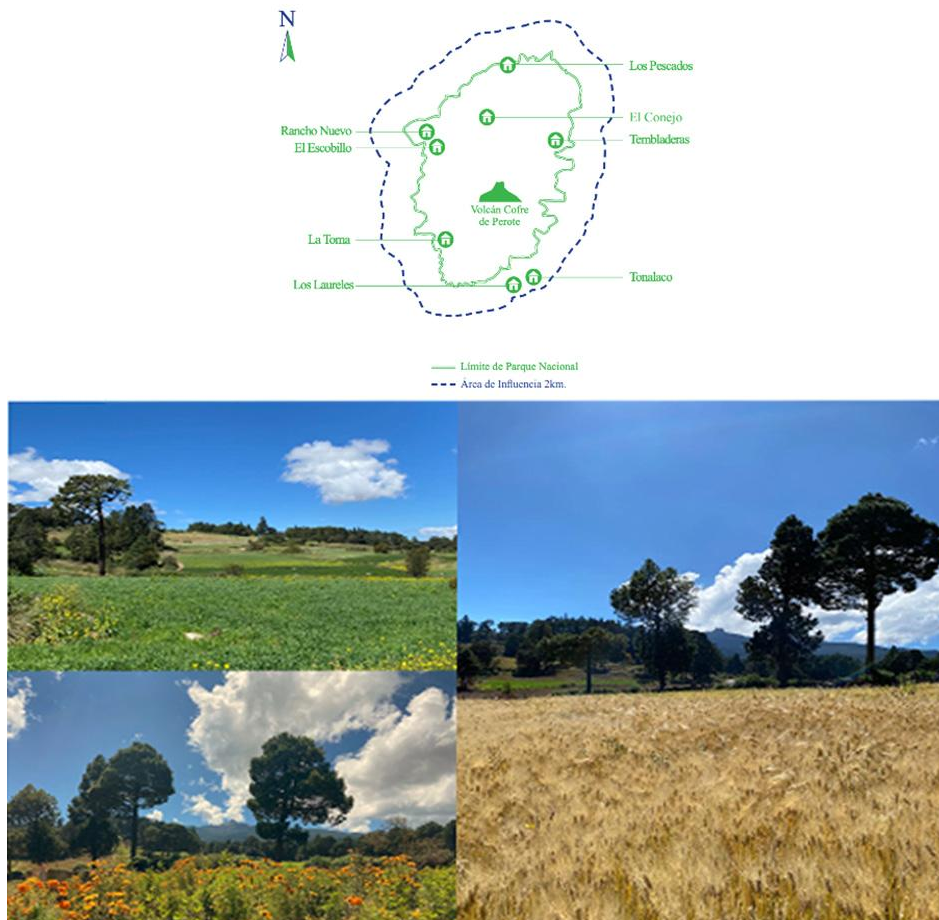 N
Los Pescados
El Conejo
Rancho Nuevo
El Escobillo
Tembladeras
Volcán Cofre
de Perote
La Toma
Los Laureles
Tonalaco
Límite de Parque Nacional
Área de Influencia 2km.